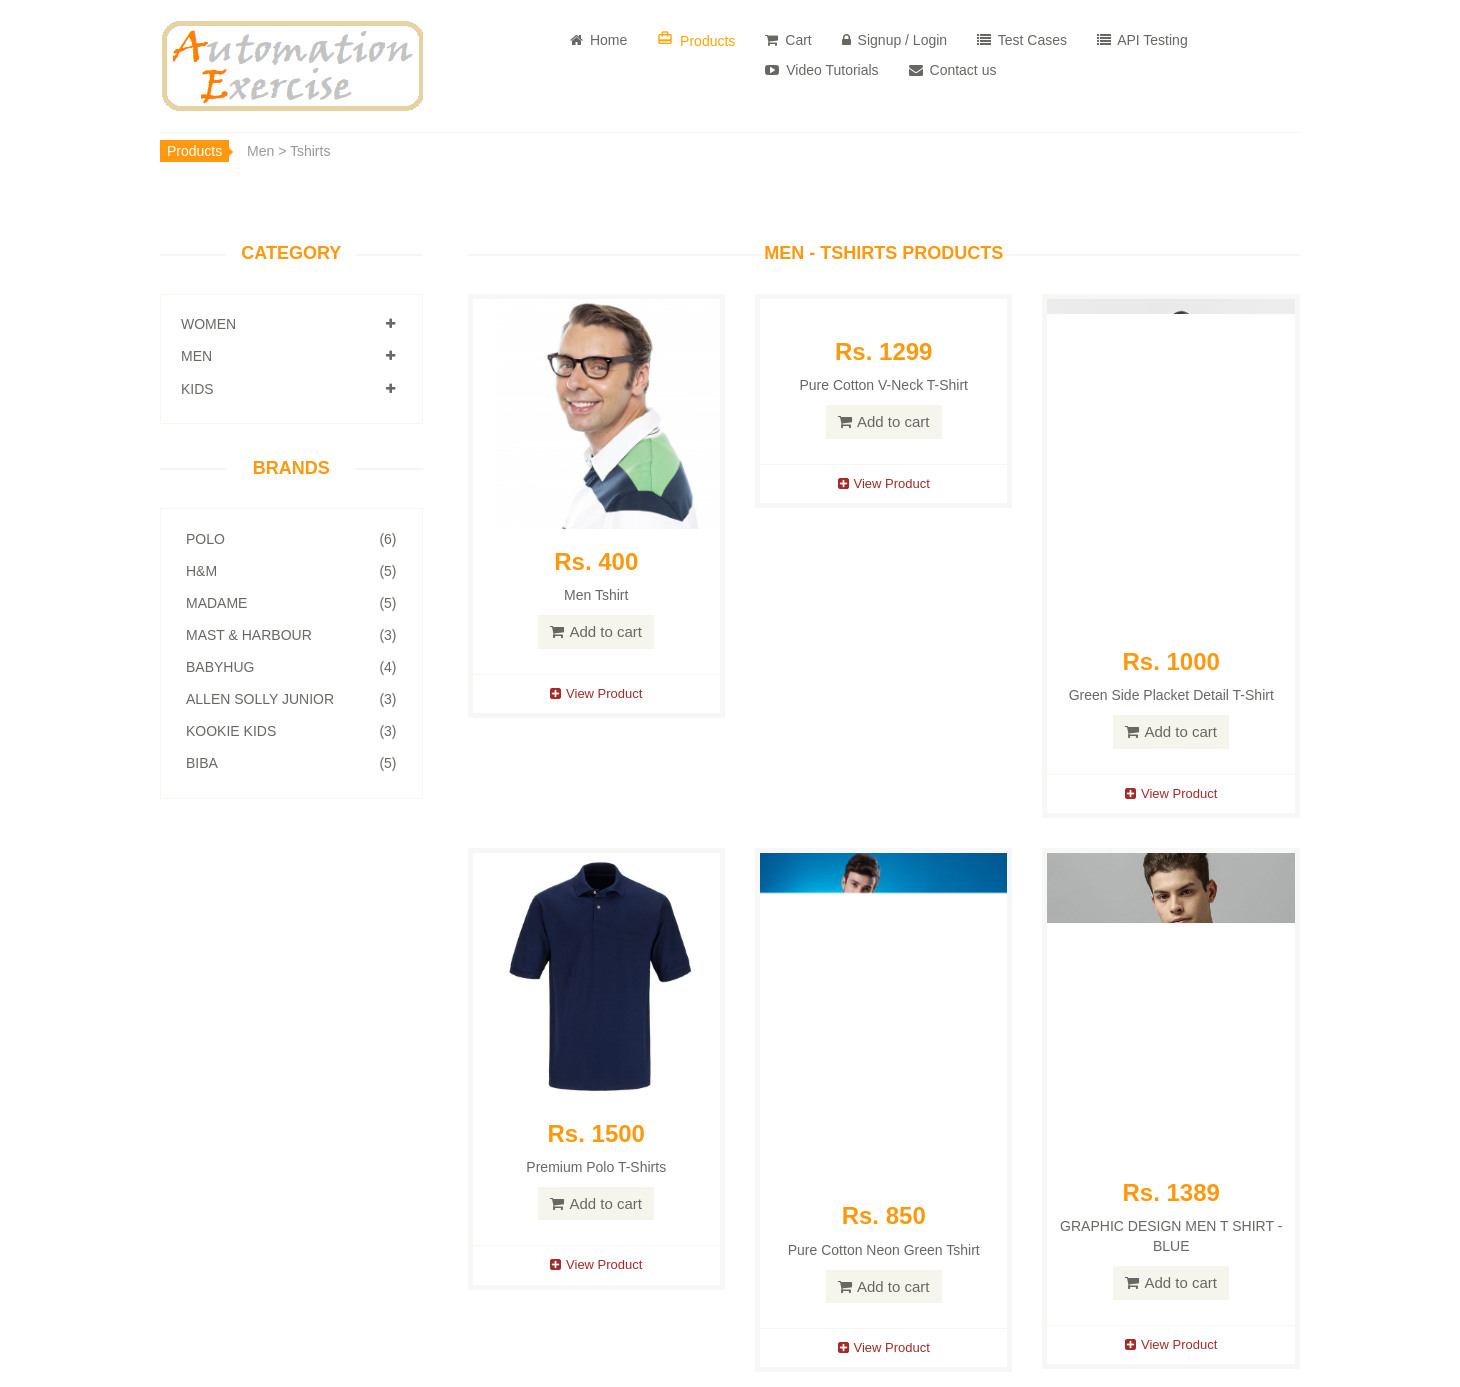 Automation
Exercise
Home
Products
Cart
Signup / Login
Test Cases
API Testing
Video Tutorials
Contact us
Products
Men > Tshirts
CATEGORY
WOMEN
MEN
KIDS
BRANDS
POLO (6)
H&M (5)
MADAME (5)
MAST & HARBOUR (3)
BABYHUG (4)
ALLEN SOLLY JUNIOR (3)
KOOKIE KIDS (3)
BIBA (5)
MEN - TSHIRTS PRODUCTS
Rs. 400
Men Tshirt
Add to cart
View Product
Rs. 1299
Pure Cotton V-Neck T-Shirt
Add to cart
View Product
Rs. 1000
Green Side Placket Detail T-Shirt
Add to cart
View Product
Rs. 1500
Premium Polo T-Shirts
Add to cart
View Product
Rs. 850
Pure Cotton Neon Green Tshirt
Add to cart
View Product
Rs. 1389
GRAPHIC DESIGN MEN T SHIRT -
BLUE
Add to cart
View Product